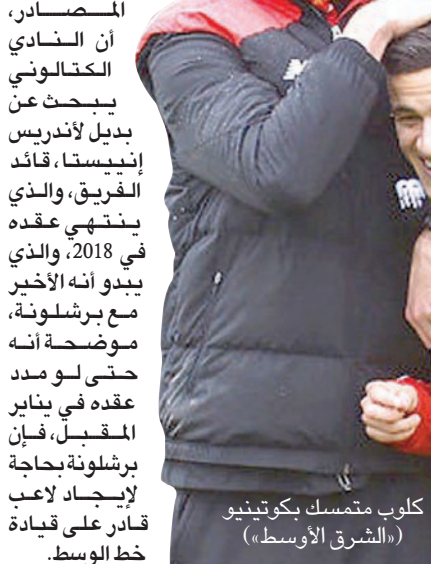 المصادر،
أن النادي
الكتالوني
يبحث عن
بديل لأندريس
إنييستا، قائد
الفريق، والذي
ينتهي عقده
في 2018، والذي
يبدو أنه الأخير
مع برشلونة،
موضحة أنه
حتى لو مدد
عقده في يناير
المقبل، فإن
برشلونة بحاجة
لإيجاد لاعب
قادر على قيادة
خط الوسط.
كلوب متمسك بكوتينيو
(«الشرق الأوسط»)